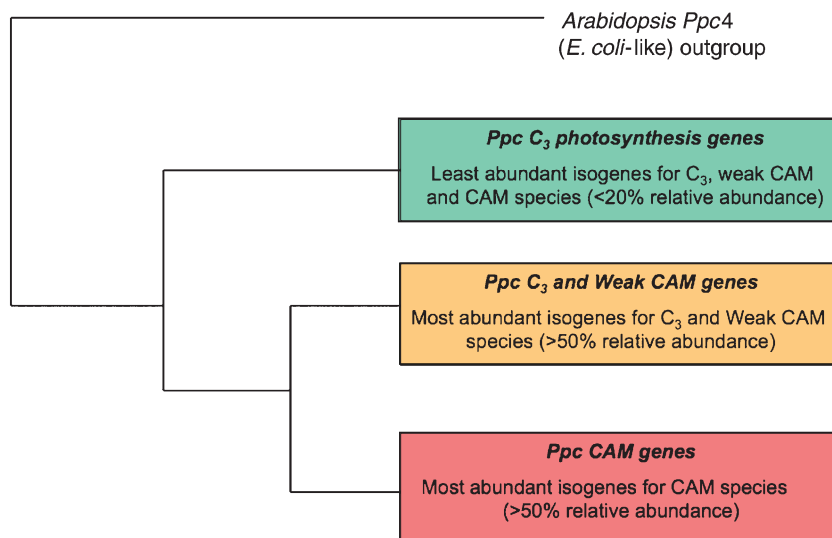 Arabidopsis Ppc4
(E. coli-like) outgroup
Ppc C₃ photosynthesis genes
Least abundant isogenes for C₃, weak CAM
and CAM species (<20% relative abundance)
Ppc C₃ and Weak CAM genes
Most abundant isogenes for C₃ and Weak CAM
species (>50% relative abundance)
Ppc CAM genes
Most abundant isogenes for CAM species
(>50% relative abundance)